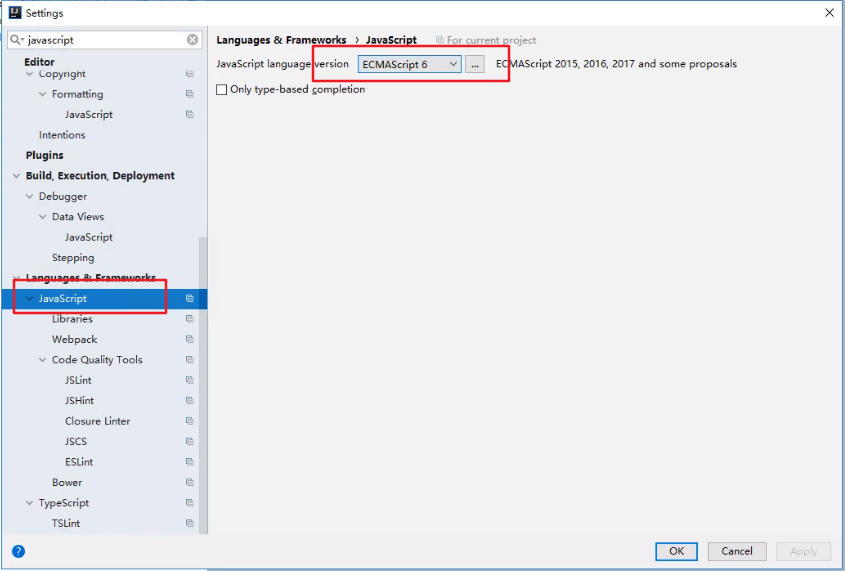 Settings
javascript
Editor
Copyright
Formatting
JavaScript
Intentions
Plugins
Build, Execution, Deployment
Debugger
Data Views
JavaScript
Stepping
Languages & Frameworks
JavaScript
Libraries
Webpack
Code Quality Tools
JSLint
JSHint
Closure Linter
JSCS
ESLint
Bower
TypeScript
TSLint
Languages & Frameworks › JavaScript For current project
JavaScript language version ECMAScript 6 ... ECMAScript 2015, 2016, 2017 and some proposals
Only type-based completion
? OK Cancel Apply